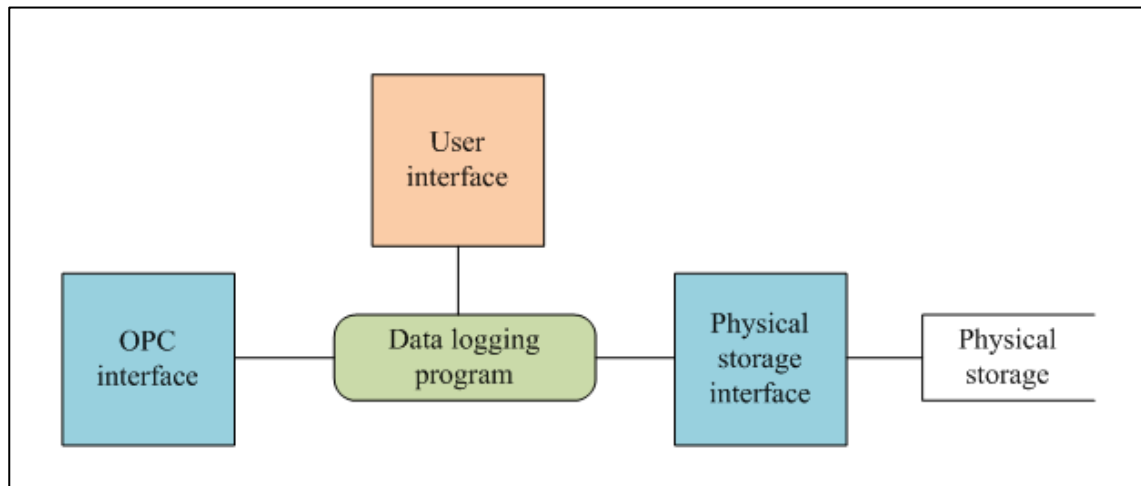 User
interface
OPC
interface
Data logging
program
Physical
storage
interface
Physical
storage